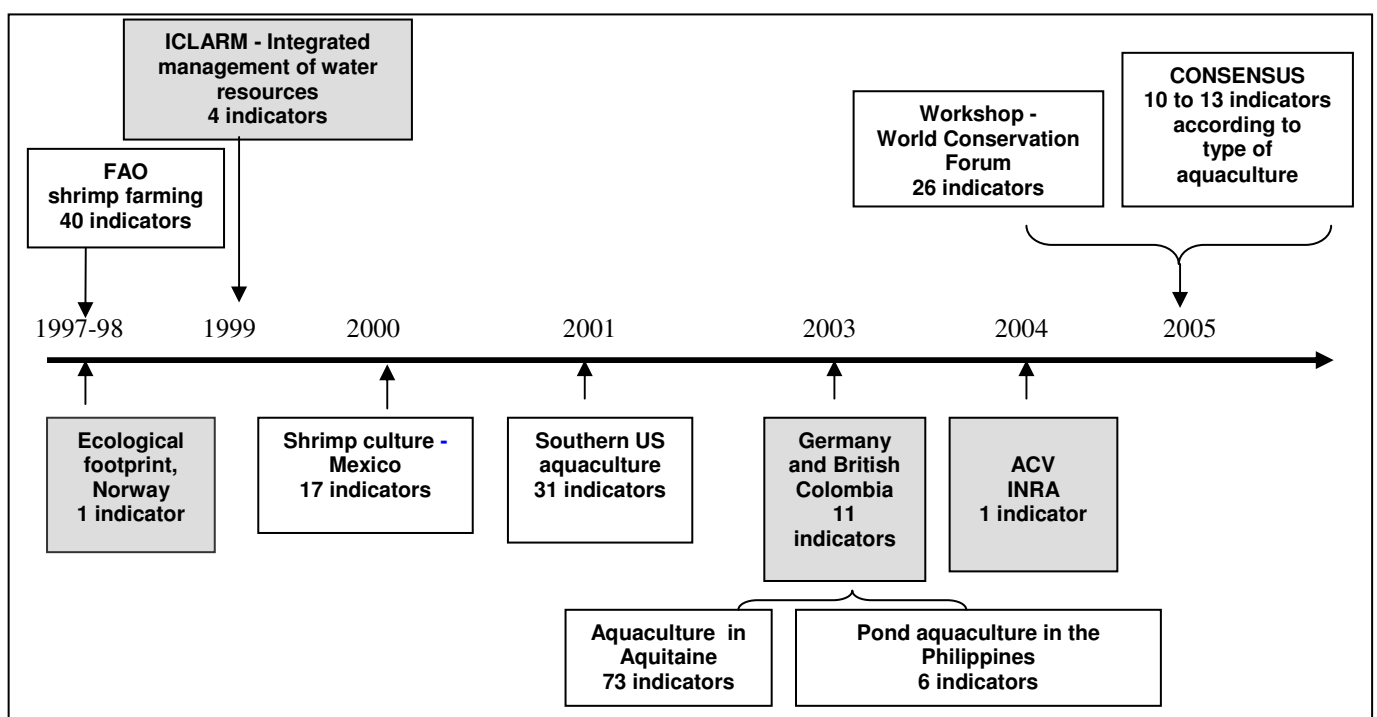 ICLARM - Integrated
management of water
resources
4 indicators
FAO
shrimp farming
40 indicators
Workshop -
World Conservation
Forum
26 indicators
CONSENSUS
10 to 13 indicators
according to
type of
aquaculture
1997-98
1999
2000
2001
2003
2004
2005
Ecological
footprint,
Norway
1 indicator
Shrimp culture -
Mexico
17 indicators
Southern US
aquaculture
31 indicators
Germany
and British
Colombia
11
indicators
ACV
INRA
1 indicator
Aquaculture in
Aquitaine
73 indicators
Pond aquaculture in the
Philippines
6 indicators